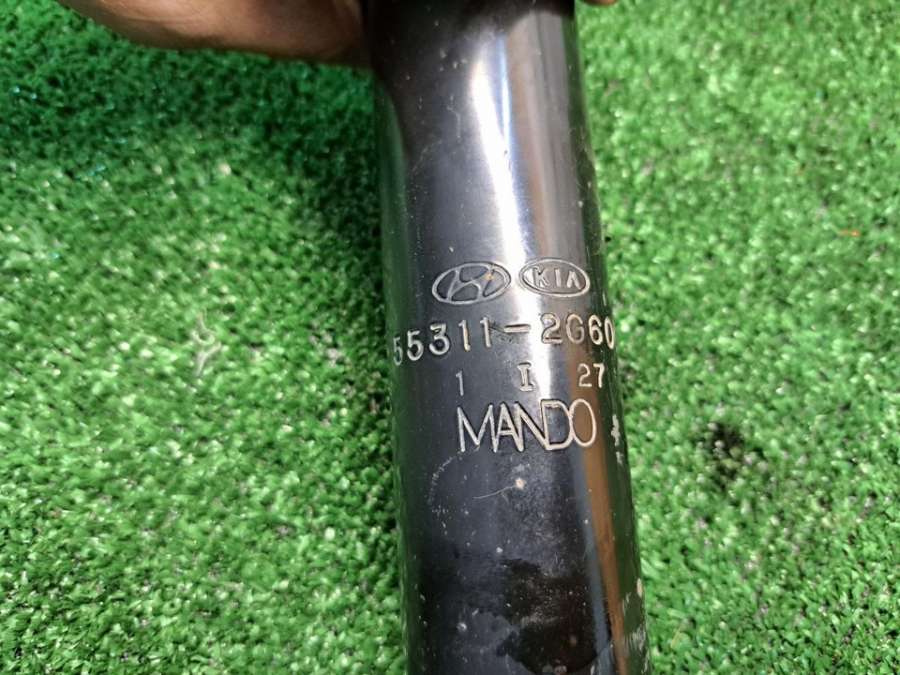 KIA
55311-2G60
1 I 27
MANDO